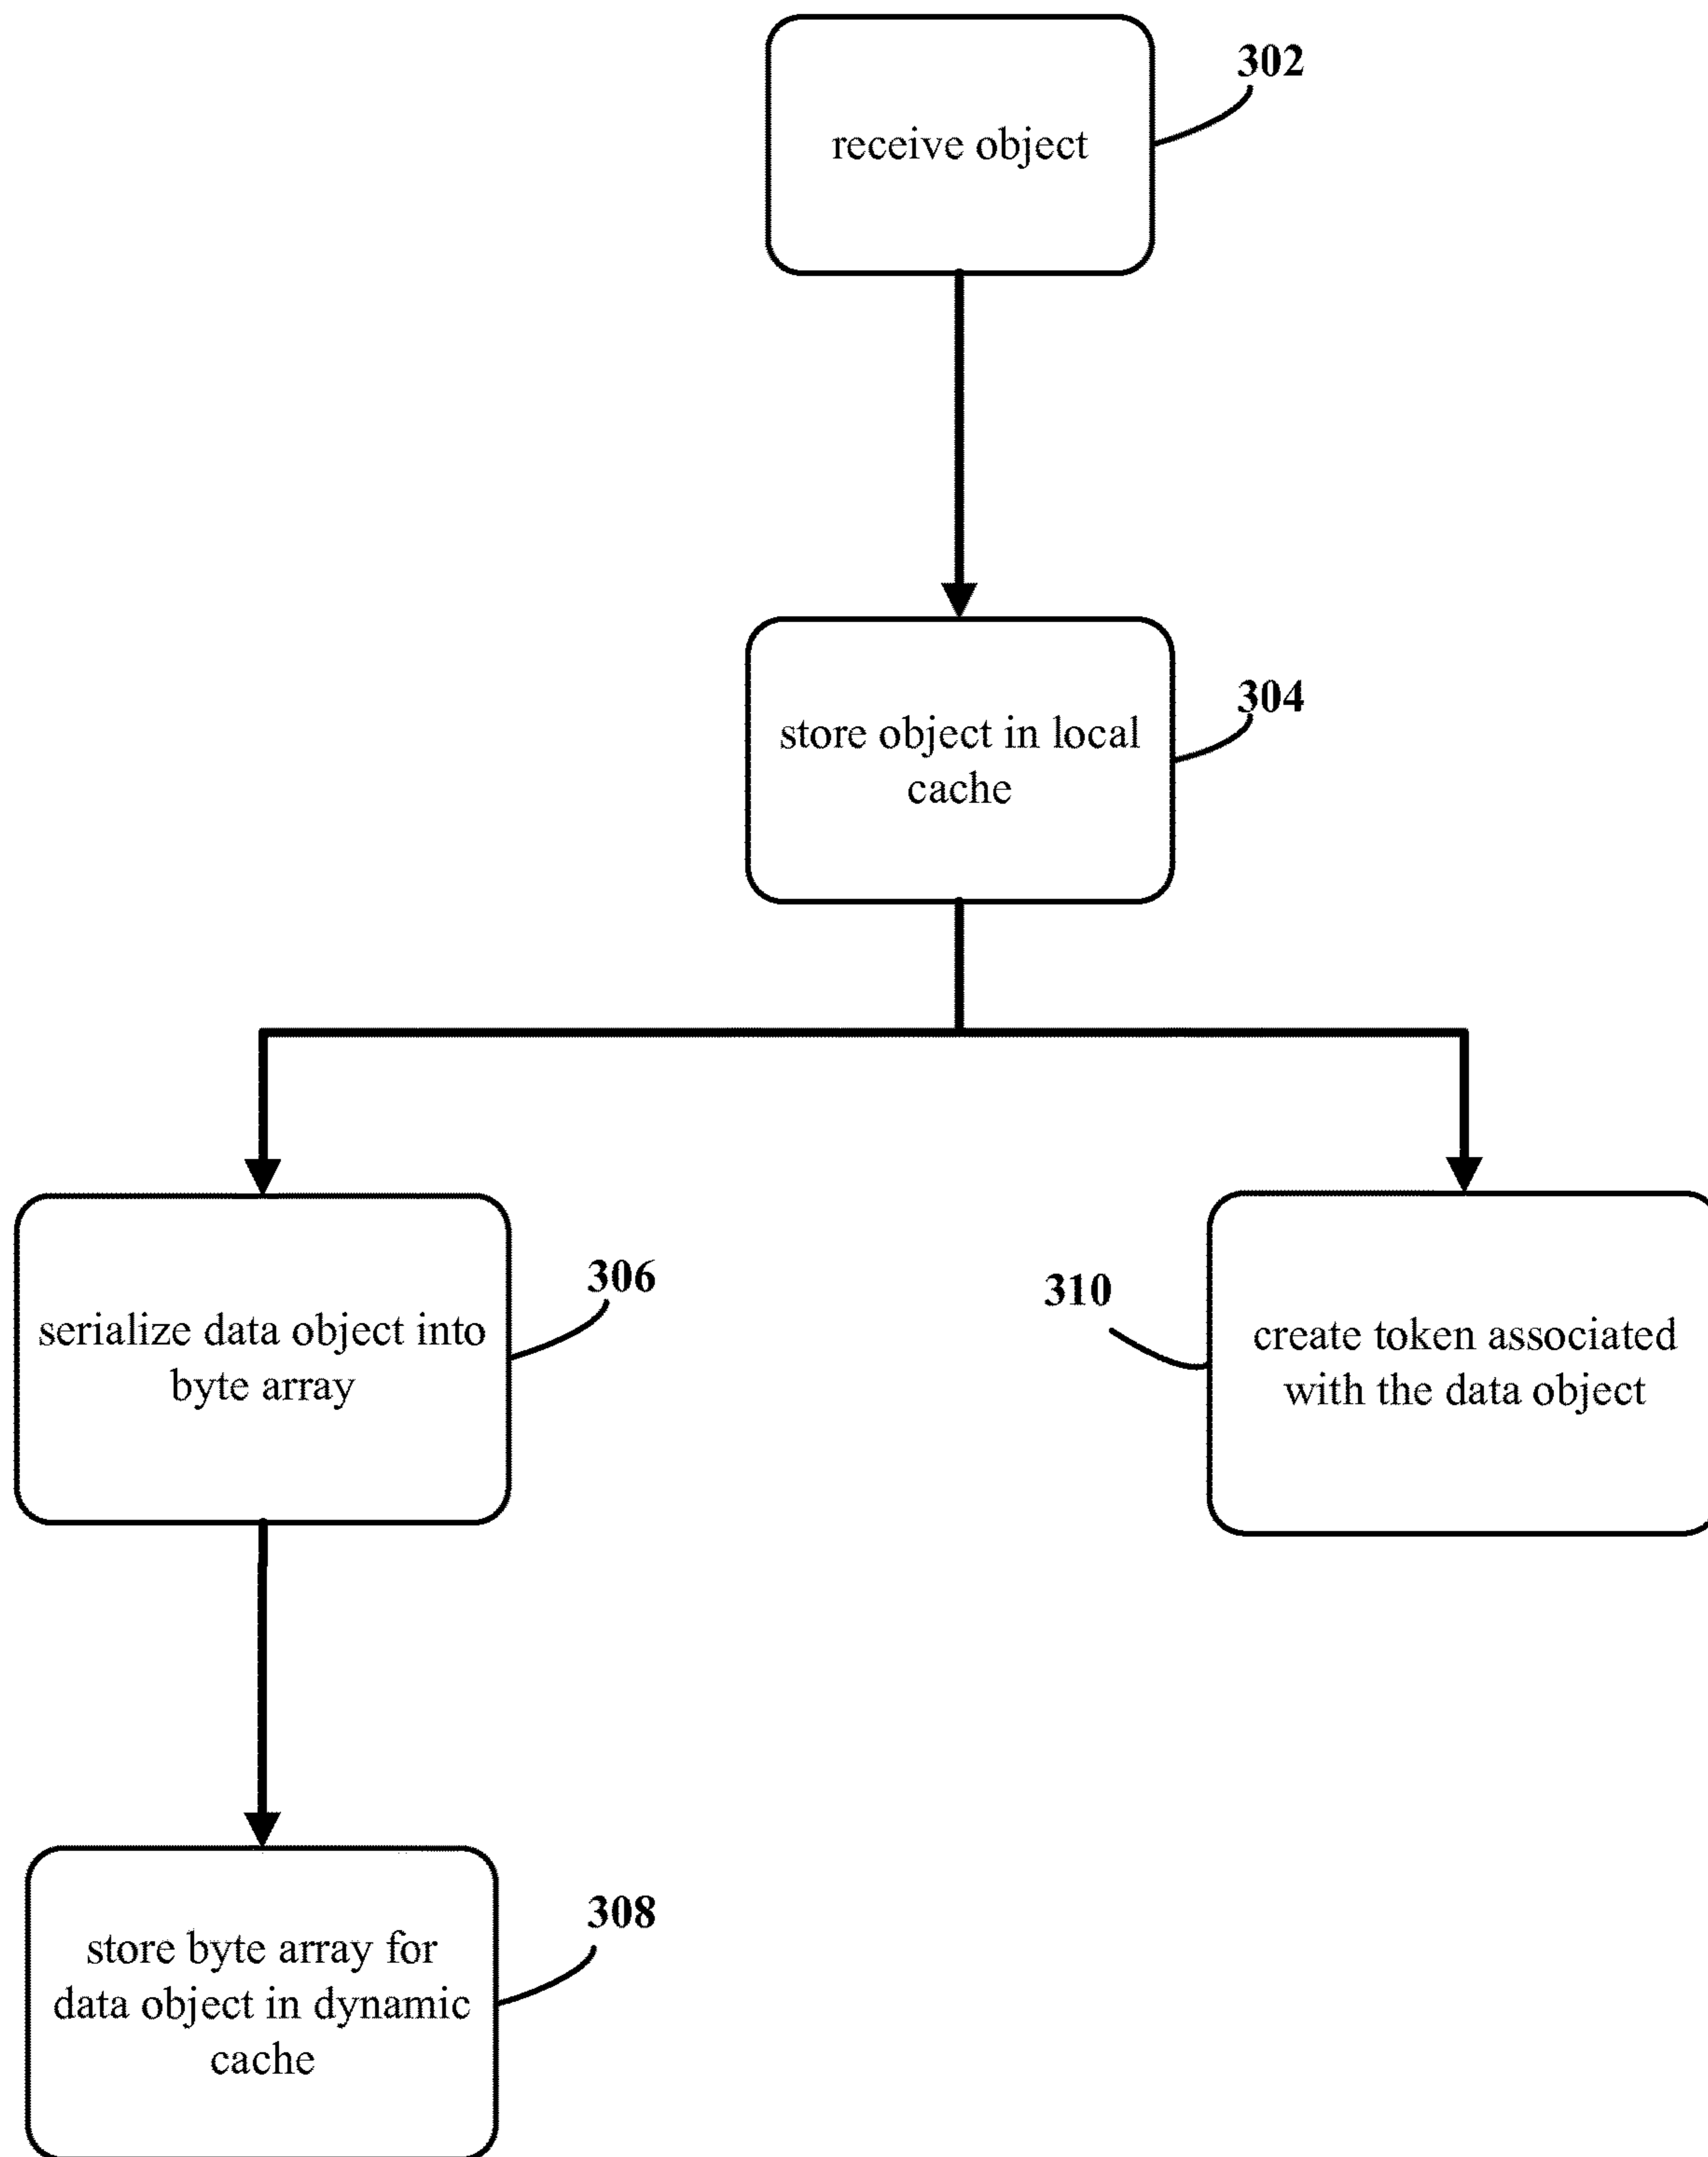 302
receive object
304
store object in local
cache
306
serialize data object into
byte array
310
create token associated
with the data object
308
store byte array for
data object in dynamic
cache